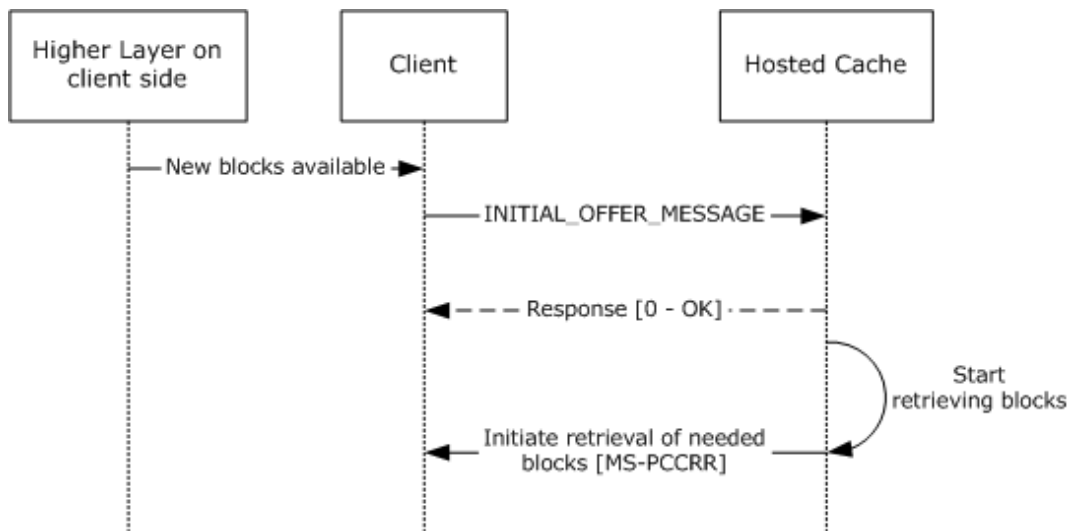 Higher Layer on
client side
Client
Hosted Cache
New blocks available
INITIAL_OFFER_MESSAGE
Response [0 - OK]
Start
retrieving blocks
Initiate retrieval of needed
blocks [MS-PCCRR]